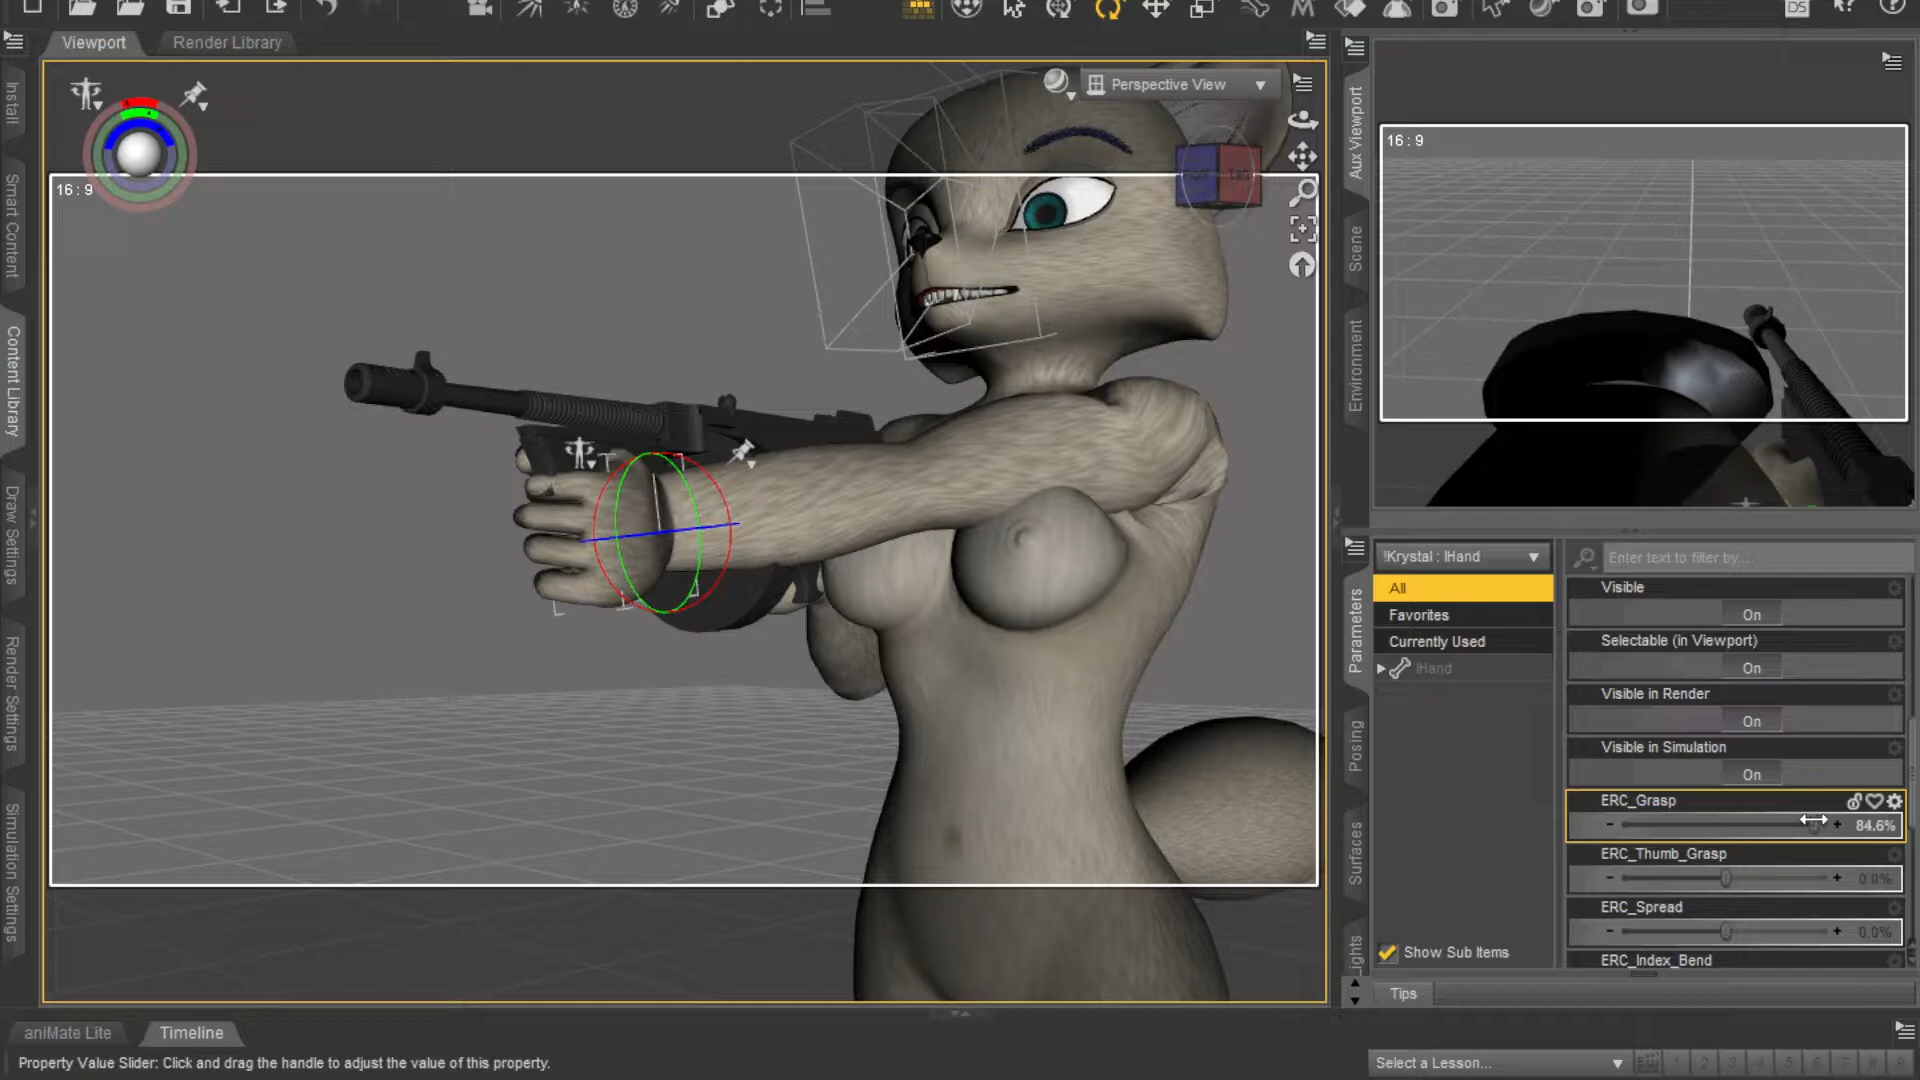 DS
Viewport
Render Library
Perspective View
16 : 9
Install
Smart Content
Content Library
Draw Settings
Render Settings
Simulation Settings
Aux Viewport
Scene
Environment
16 : 9
Parameters
Posing
Surfaces
Lights
!Krystal : lHand
Enter text to filter by...
All
Favorites
Currently Used
lHand
Show Sub Items
Visible
On
Selectable (in Viewport)
On
Visible in Render
On
Visible in Simulation
On
ERC_Grasp
- + 84.6%
ERC_Thumb_Grasp
- + 0.0%
ERC_Spread
- + 0.0%
ERC_Index_Bend
Tips
aniMate Lite
Timeline
Property Value Slider: Click and drag the handle to adjust the value of this property.
Select a Lesson...